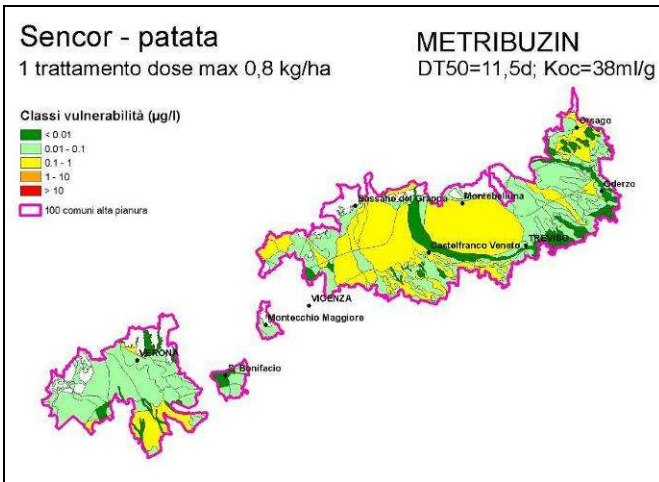 Sencor - patata
1 trattamento dose max 0,8 kg/ha
METRIBUZIN
DT50=11,5d; Koc=38ml/g
Classi vulnerabilità (µg/l)
< 0.01
0.01 - 0.1
0.1 - 1
1 - 10
> 10
100 comuni alta pianura
Orsago
Oderzo
Bassano del Grappa
Montebelluna
Castelfranco Veneto
TREVISO
VICENZA
Montecchio Maggiore
VERONA
S. Bonifacio